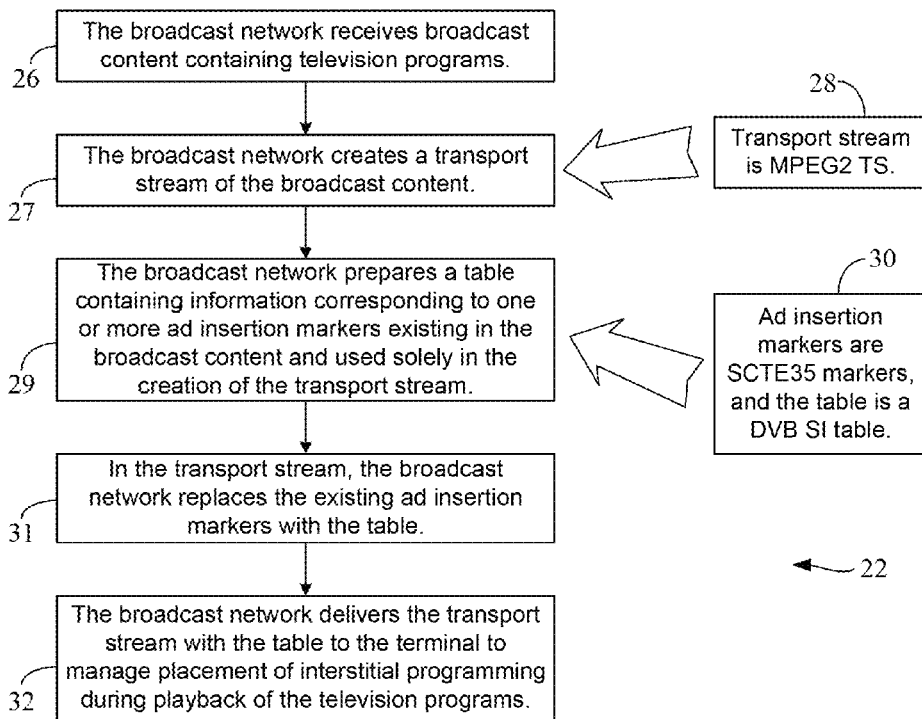 The broadcast network receives broadcast
content containing television programs.
26
28
Transport stream
is MPEG2 TS.
The broadcast network creates a transport
stream of the broadcast content.
27
The broadcast network prepares a table
containing information corresponding to one
or more ad insertion markers existing in the
broadcast content and used solely in the
creation of the transport stream.
29
30
Ad insertion
markers are
SCTE35 markers,
and the table is a
DVB SI table.
In the transport stream, the broadcast
network replaces the existing ad insertion
markers with the table.
31
22
The broadcast network delivers the transport
stream with the table to the terminal to
manage placement of interstitial programming
during playback of the television programs.
32